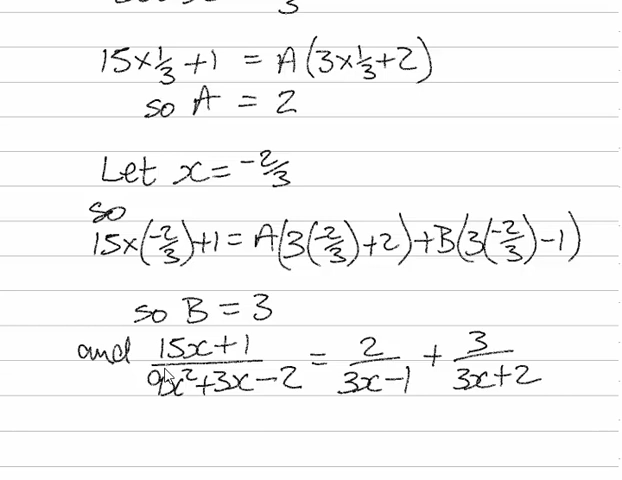 3
15×1/3 +1 = A(3×1/3+2)
so A = 2
Let x = -2/3
so
15×(-2/3)+1 = A(3(-2/3)+2)+B(3(-2/3)-1)
so B = 3
and (15x+1)/(9x²+3x-2) = 2/(3x-1) + 3/(3x+2)